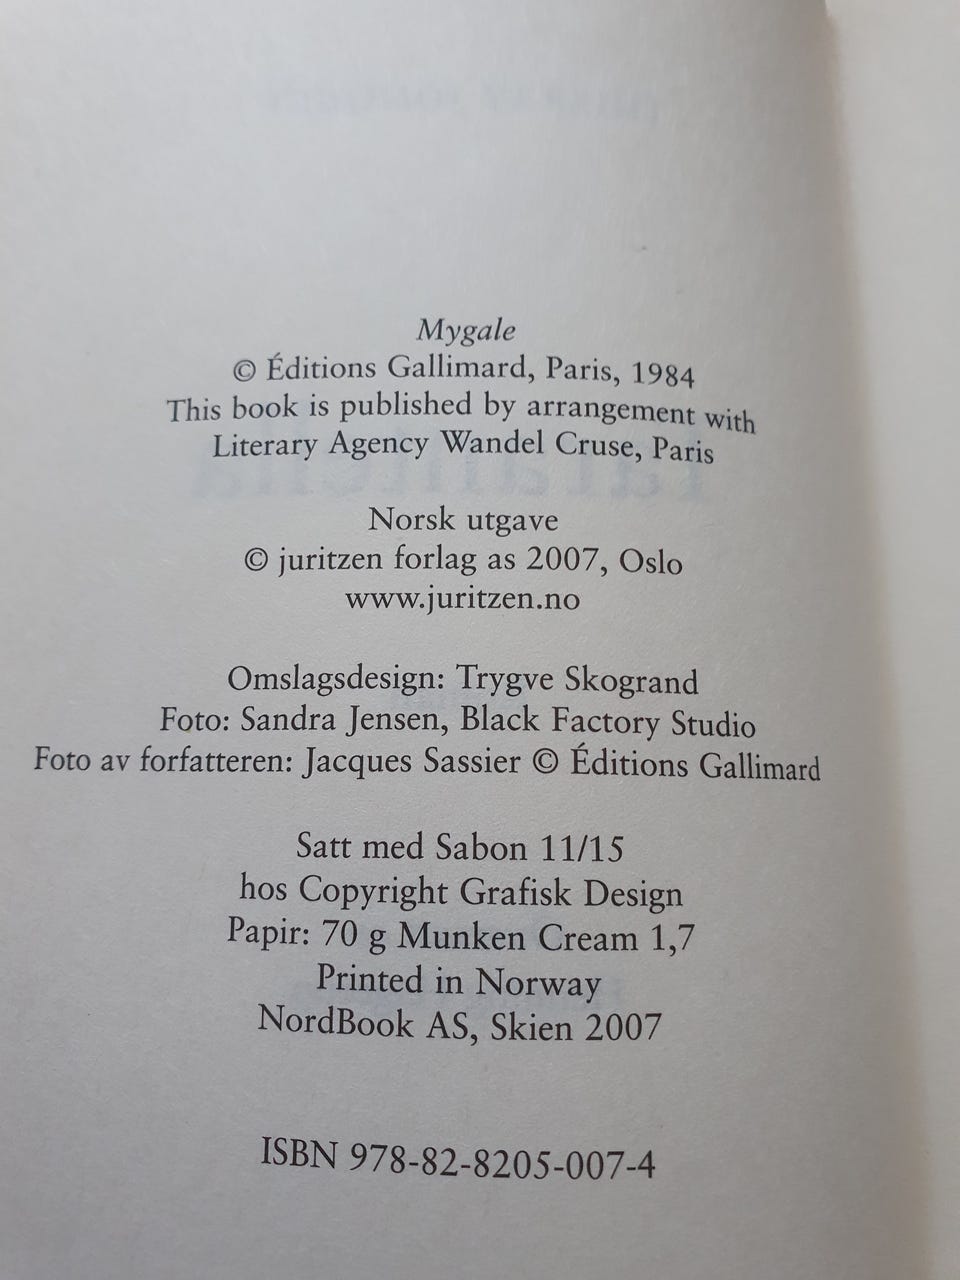 Mygale
© Éditions Gallimard, Paris, 1984
This book is published by arrangement with
Literary Agency Wandel Cruse, Paris
Norsk utgave
© juritzen forlag as 2007, Oslo
www.juritzen.no
Omslagsdesign: Trygve Skogrand
Foto: Sandra Jensen, Black Factory Studio
Foto av forfatteren: Jacques Sassier © Éditions Gallimard
Satt med Sabon 11/15
hos Copyright Grafisk Design
Papir: 70 g Munken Cream 1,7
Printed in Norway
NordBook AS, Skien 2007
ISBN 978-82-8205-007-4